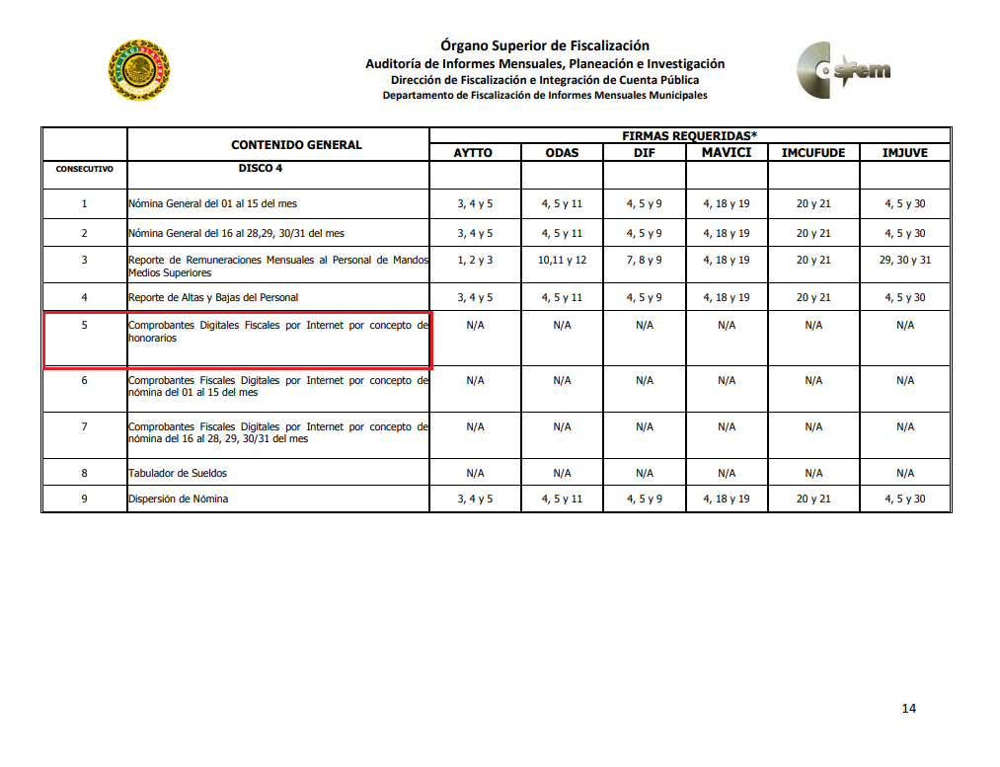 Órgano Superior de Fiscalización
Auditoría de Informes Mensuales, Planeación e Investigación
Dirección de Fiscalización e Integración de Cuenta Pública
Departamento de Fiscalización de Informes Mensuales Municipales
osfem
CONTENIDO GENERAL
FIRMAS REQUERIDAS*
AYTTO ODAS DIF MAVICI IMCUFUDE IMJUVE
CONSECUTIVO DISCO 4
1 Nómina General del 01 al 15 del mes 3, 4 y 5 4, 5 y 11 4, 5 y 9 4, 18 y 19 20 y 21 4, 5 y 30
2 Nómina General del 16 al 28,29, 30/31 del mes 3, 4 y 5 4, 5 y 11 4, 5 y 9 4, 18 y 19 20 y 21 4, 5 y 30
3 Reporte de Remuneraciones Mensuales al Personal de Mandos 1, 2 y 3 10,11 y 12 7, 8 y 9 4, 18 y 19 20 y 21 29, 30 y 31
Medios Superiores
4 Reporte de Altas y Bajas del Personal 3, 4 y 5 4, 5 y 11 4, 5 y 9 4, 18 y 19 20 y 21 4, 5 y 30
5 Comprobantes Digitales Fiscales por Internet por concepto de N/A N/A N/A N/A N/A N/A
honorarios
6 Comprobantes Fiscales Digitales por Internet por concepto de N/A N/A N/A N/A N/A N/A
nómina del 01 al 15 del mes
7 Comprobantes Fiscales Digitales por Internet por concepto de N/A N/A N/A N/A N/A N/A
nómina del 16 al 28, 29, 30/31 del mes
8 Tabulador de Sueldos N/A N/A N/A N/A N/A N/A
9 Dispersión de Nómina 3, 4 y 5 4, 5 y 11 4, 5 y 9 4, 18 y 19 20 y 21 4, 5 y 30
14